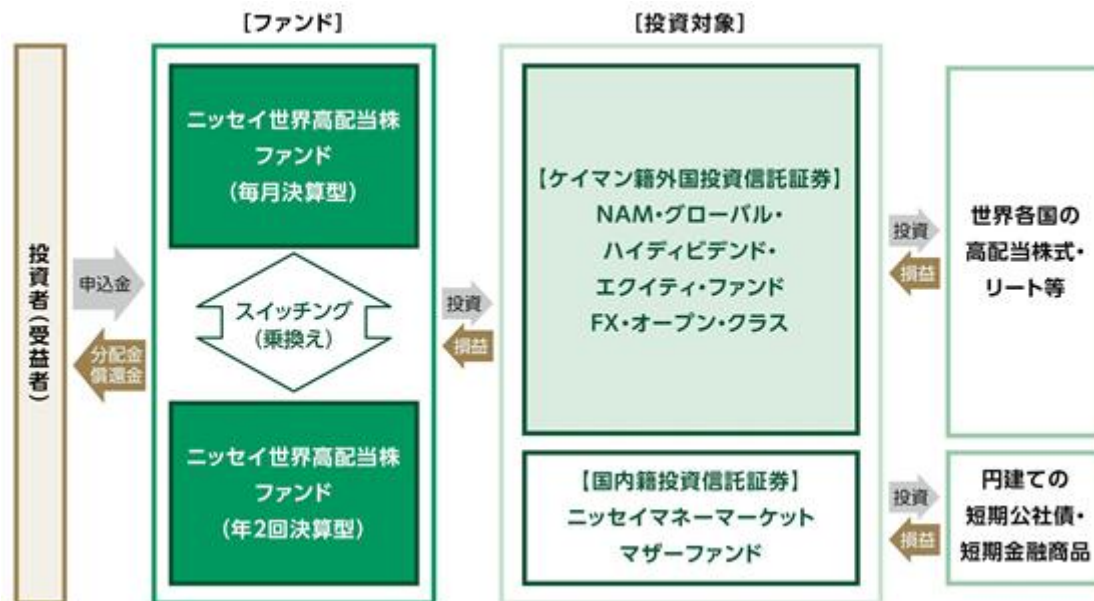 [ファンド]
[投資対象]
投資者(受益者)
申込金
分配金
償還金
ニッセイ世界高配当株
ファンド
(毎月決算型)
スイッチング
(乗換え)
ニッセイ世界高配当株
ファンド
(年2回決算型)
投資
損益
【ケイマン籍外国投資信託証券】
NAM・グローバル・
ハイディビデンド・
エクイティ・ファンド
FX・オープン・クラス
【国内籍投資信託証券】
ニッセイマネーマーケット
マザーファンド
投資
損益
世界各国の
高配当株式・
リート等
投資
損益
円建ての
短期公社債・
短期金融商品